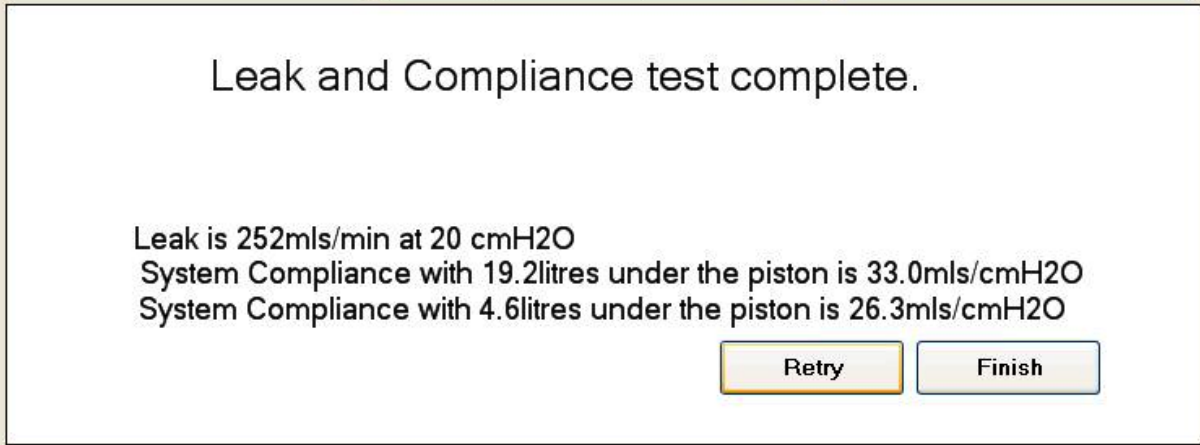 Leak and Compliance test complete.
Leak is 252mls/min at 20 cmH2O
System Compliance with 19.2litres under the piston is 33.0mls/cmH2O
System Compliance with 4.6litres under the piston is 26.3mls/cmH2O
Retry Finish